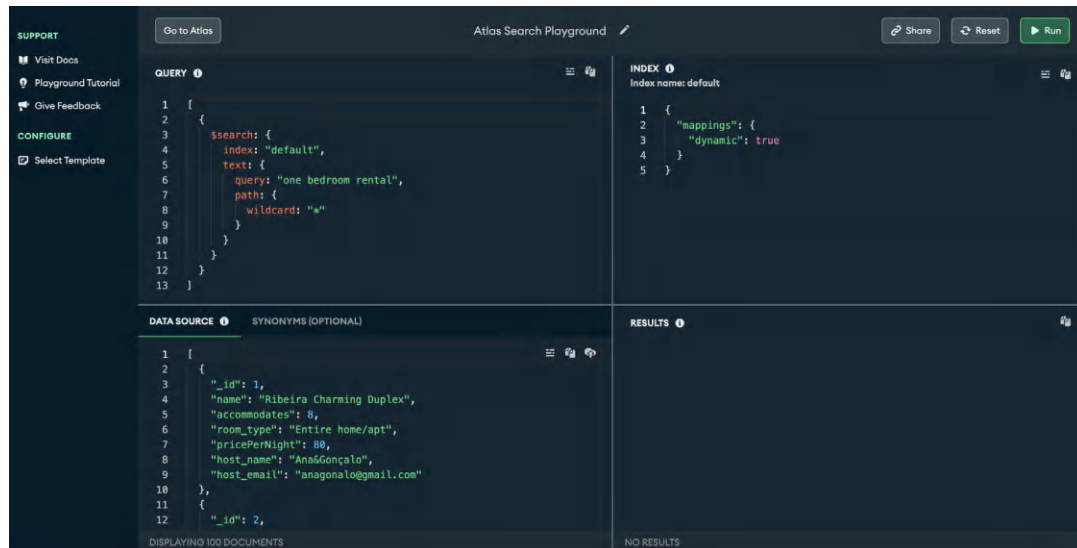 Go to Atlas
Atlas Search Playground
Share
Reset
Run
SUPPORT
Visit Docs
Playground Tutorial
Give Feedback
CONFIGURE
Select Template
QUERY
1 [
2 {
3 $search: {
4 index: "default",
5 text: {
6 query: "one bedroom rental",
7 path: {
8 wildcard: "*"
9 }
10 }
11 }
12 }
13 ]
INDEX
Index name: default
1 {
2 "mappings": {
3 "dynamic": true
4 }
5 }
DATA SOURCE
SYNONYMS (OPTIONAL)
1 [
2 {
3 "_id": 1,
4 "name": "Ribeira Charming Duplex",
5 "accommodates": 8,
6 "room_type": "Entire home/apt",
7 "pricePerNight": 80,
8 "host_name": "Ana&Gonçalo",
9 "host_email": "anagonalo@gmail.com"
10 },
11 {
12 "_id": 2,
DISPLAYING 100 DOCUMENTS
RESULTS
NO RESULTS